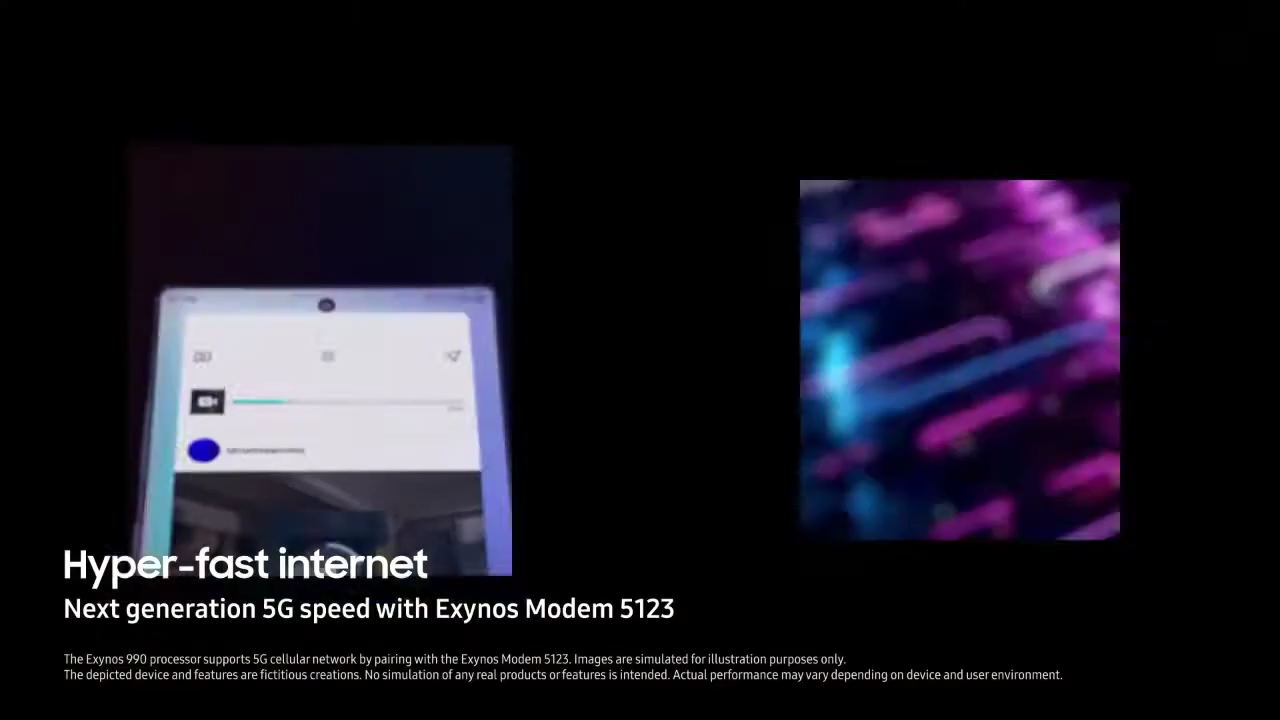 Hyper-fast internet
Next generation 5G speed with Exynos Modem 5123
The Exynos 990 processor supports 5G cellular network by pairing with the Exynos Modem 5123. Images are simulated for illustration purposes only.
The depicted device and features are fictitious creations. No simulation of any real products or features is intended. Actual performance may vary depending on device and user environment.